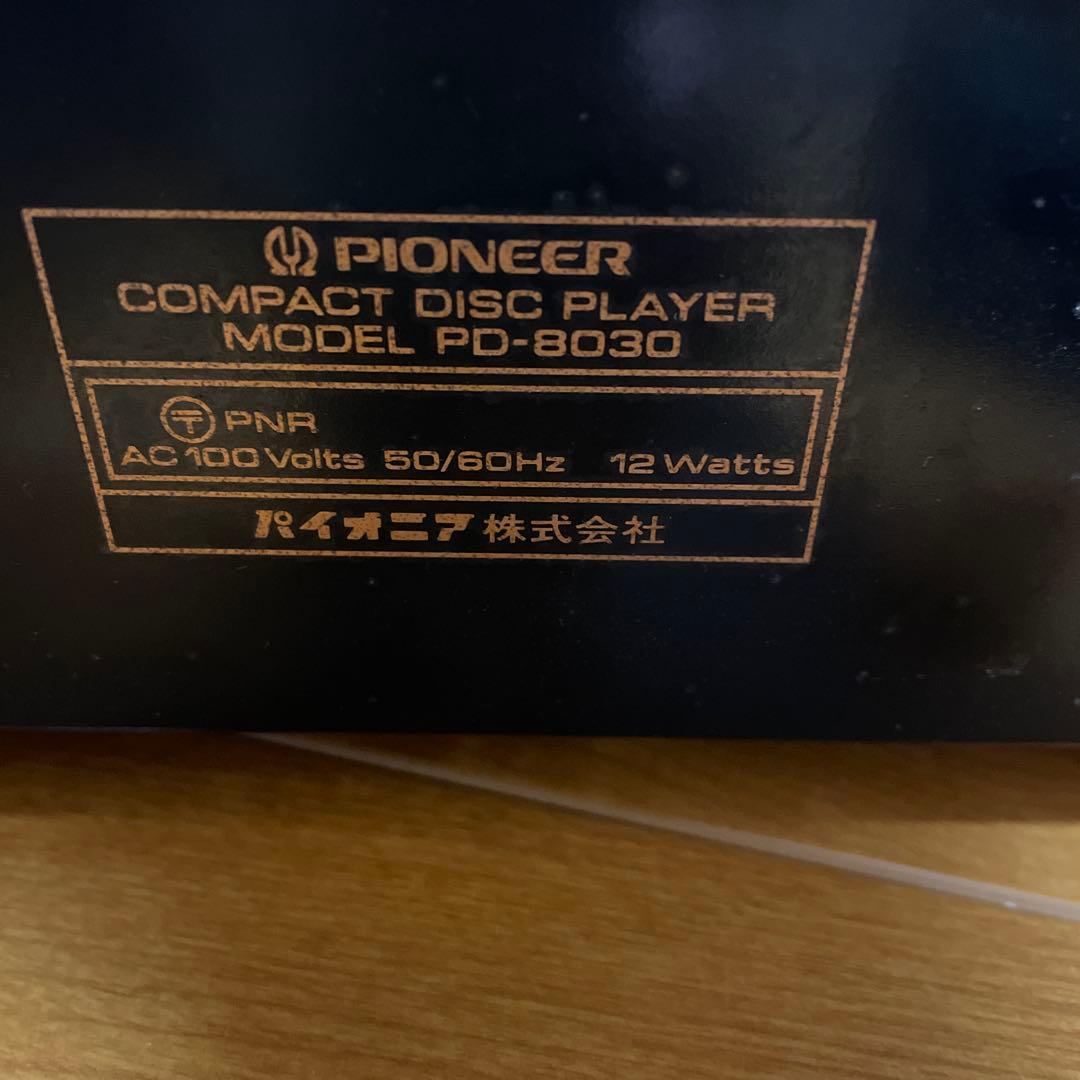 PIONEER
COMPACT DISC PLAYER
MODEL PD-8030
〒 PNR
AC 100 Volts 50/60Hz 12 Watts
パイオニア株式会社